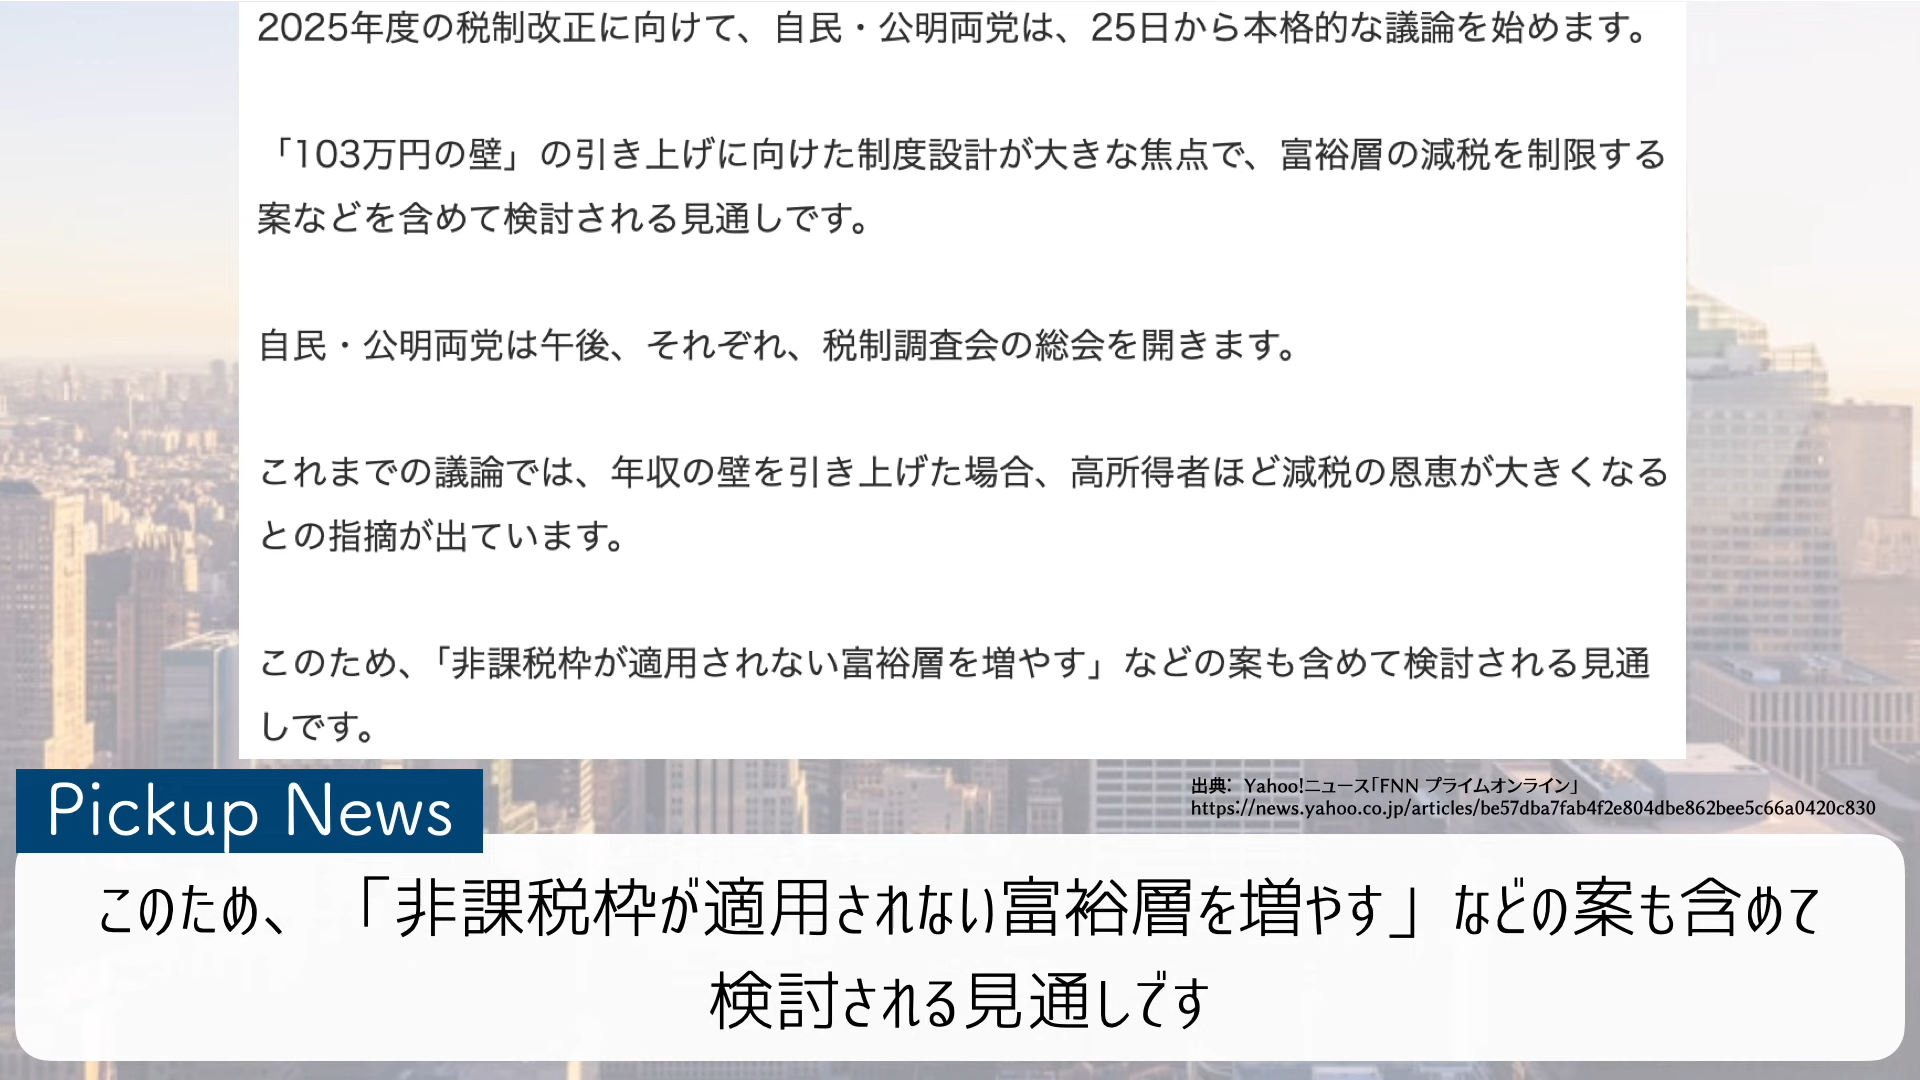 2025年度の税制改正に向けて、自民・公明両党は、25日から本格的な議論を始めます。
「103万円の壁」の引き上げに向けた制度設計が大きな焦点で、富裕層の減税を制限する
案などを含めて検討される見通しです。
自民・公明両党は午後、それぞれ、税制調査会の総会を開きます。
これまでの議論では、年収の壁を引き上げた場合、高所得者ほど減税の恩恵が大きくなる
との指摘が出ています。
このため、「非課税枠が適用されない富裕層を増やす」などの案も含めて検討される見通
しです。
Pickup News
出典： Yahoo!ニュース「FNN プライムオンライン」
https://news.yahoo.co.jp/articles/be57dba7fab4f2e804dbe862bee5c66a0420c830
このため、「非課税枠が適用されない富裕層を増やす」などの案も含めて
検討される見通しです